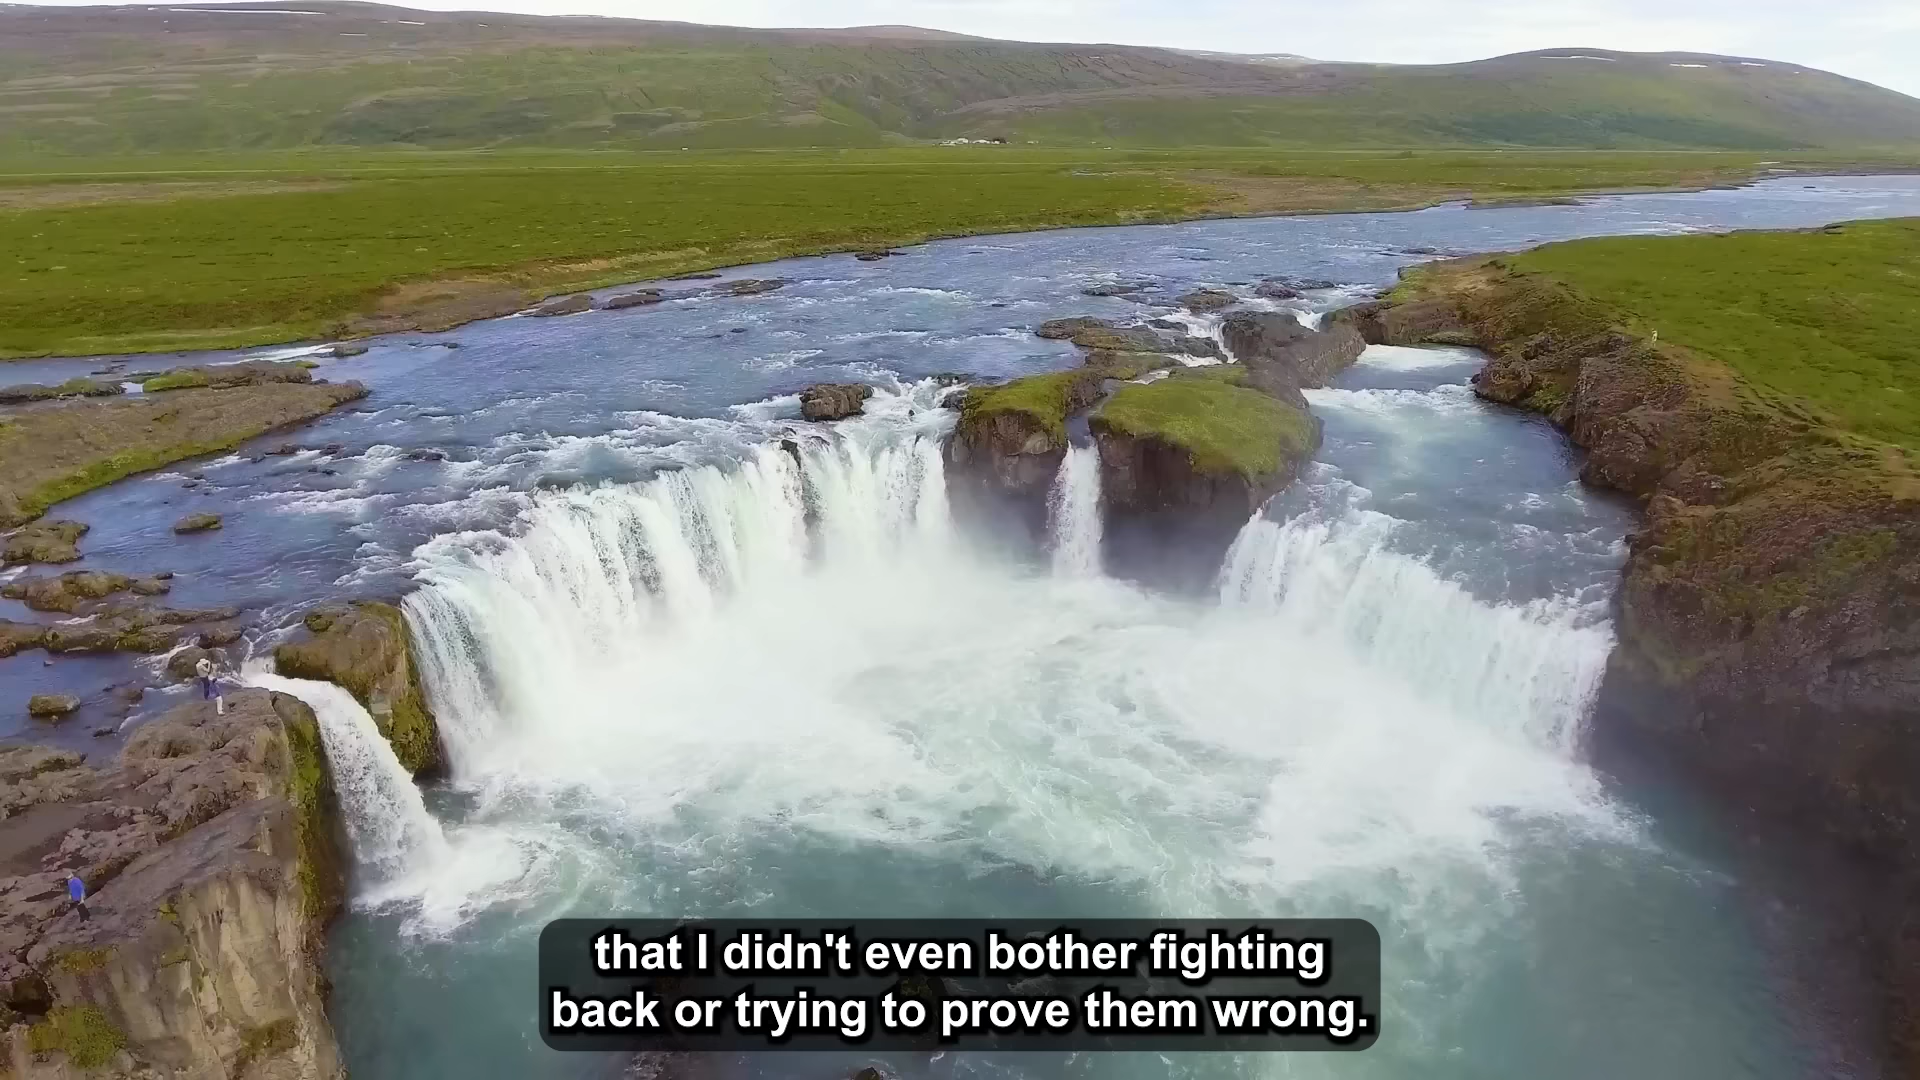 that I didn't even bother fighting
back or trying to prove them wrong.